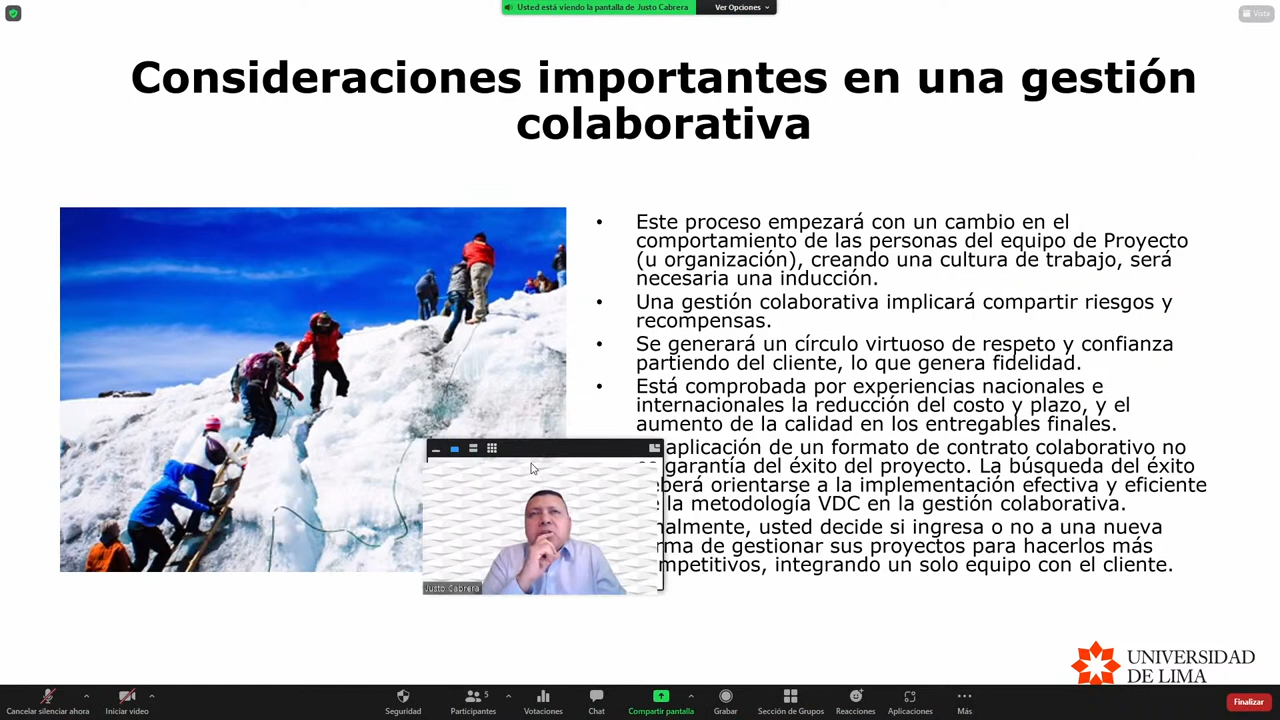 Usted está viendo la pantalla de Justo Cabrera
Ver Opciones
Vista
Consideraciones importantes en una gestión
colaborativa
• Este proceso empezará con un cambio en el
comportamiento de las personas del equipo de Proyecto
(u organización), creando una cultura de trabajo, será
necesaria una inducción.
• Una gestión colaborativa implicará compartir riesgos y
recompensas.
• Se generará un círculo virtuoso de respeto y confianza
partiendo del cliente, lo que genera fidelidad.
• Está comprobada por experiencias nacionales e
internacionales la reducción del costo y plazo, y el
aumento de la calidad en los entregables finales.
aplicación de un formato de contrato colaborativo no
garantía del éxito del proyecto. La búsqueda del éxito
orientarse a la implementación efectiva y eficiente
la metodología VDC en la gestión colaborativa.
usted decide si ingresa o no a una nueva
de gestionar sus proyectos para hacerlos más
integrando un solo equipo con el cliente.
Justo Cabrera
UNIVERSIDAD
DE LIMA
Cancelar silenciar ahora
Iniciar video
Seguridad
5
Participantes
Votaciones
Chat
Compartir pantalla
Grabar
Sección de Grupos
Reacciones
Aplicaciones
Más
Finalizar